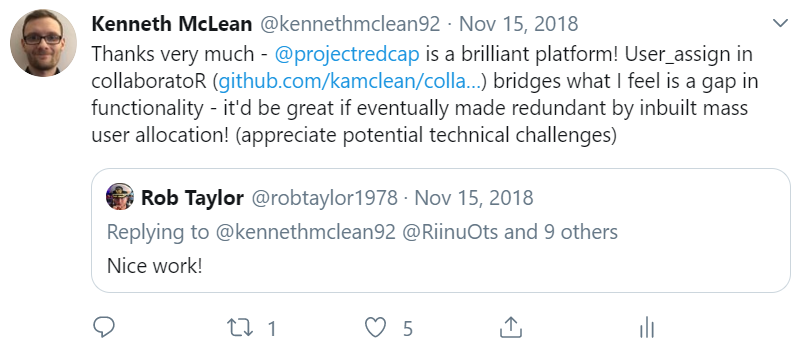 Kenneth McLean @kennethmclean92 · Nov 15, 2018
Thanks very much - @projectredcap is a brilliant platform! User_assign in
collaboratoR (github.com/kamclean/colla...) bridges what I feel is a gap in
functionality - it'd be great if eventually made redundant by inbuilt mass
user allocation! (appreciate potential technical challenges)
Rob Taylor @robtaylor1978 · Nov 15, 2018
Replying to @kennethmclean92 @RiinuOts and 9 others
Nice work!
1 5